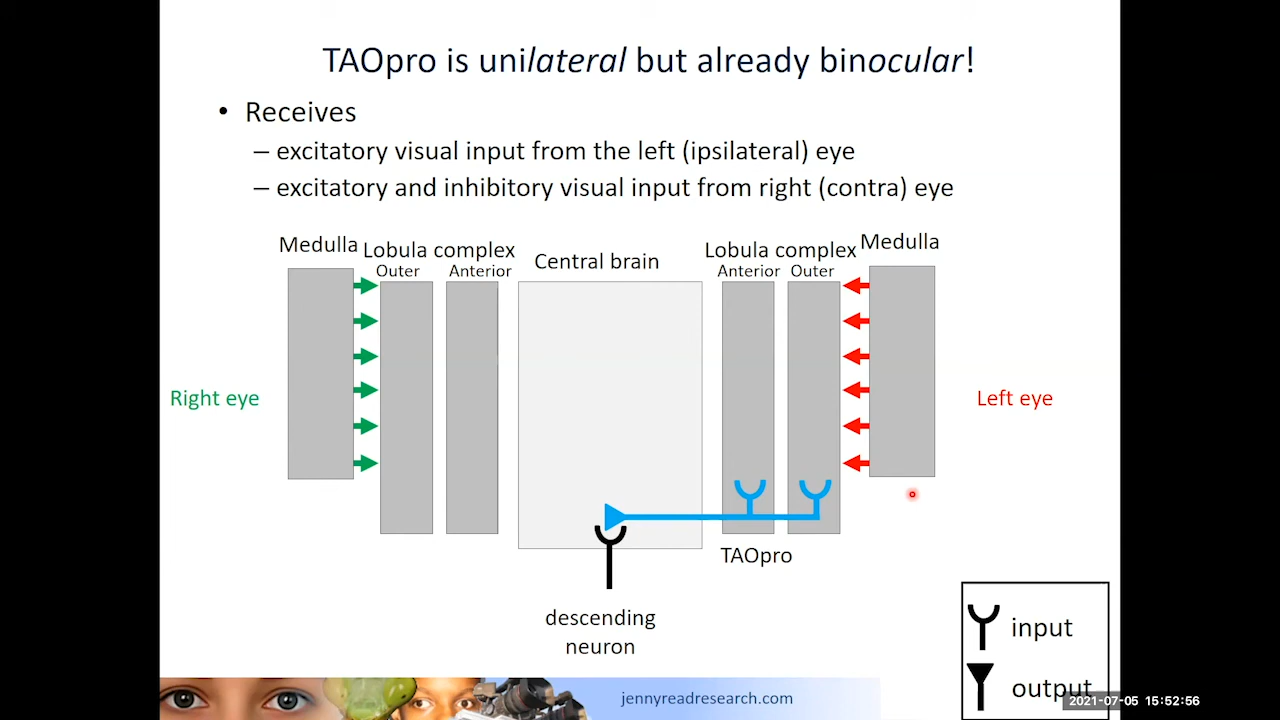 TAOpro is unilateral but already binocular!
• Receives
– excitatory visual input from the left (ipsilateral) eye
– excitatory and inhibitory visual input from right (contra) eye
Medulla Lobula complex Central brain Lobula complex Medulla
Outer Anterior Anterior Outer
Right eye Left eye
TAOpro
descending
neuron
input
output
jennyreadresearch.com
2021-07-05 15:52:56